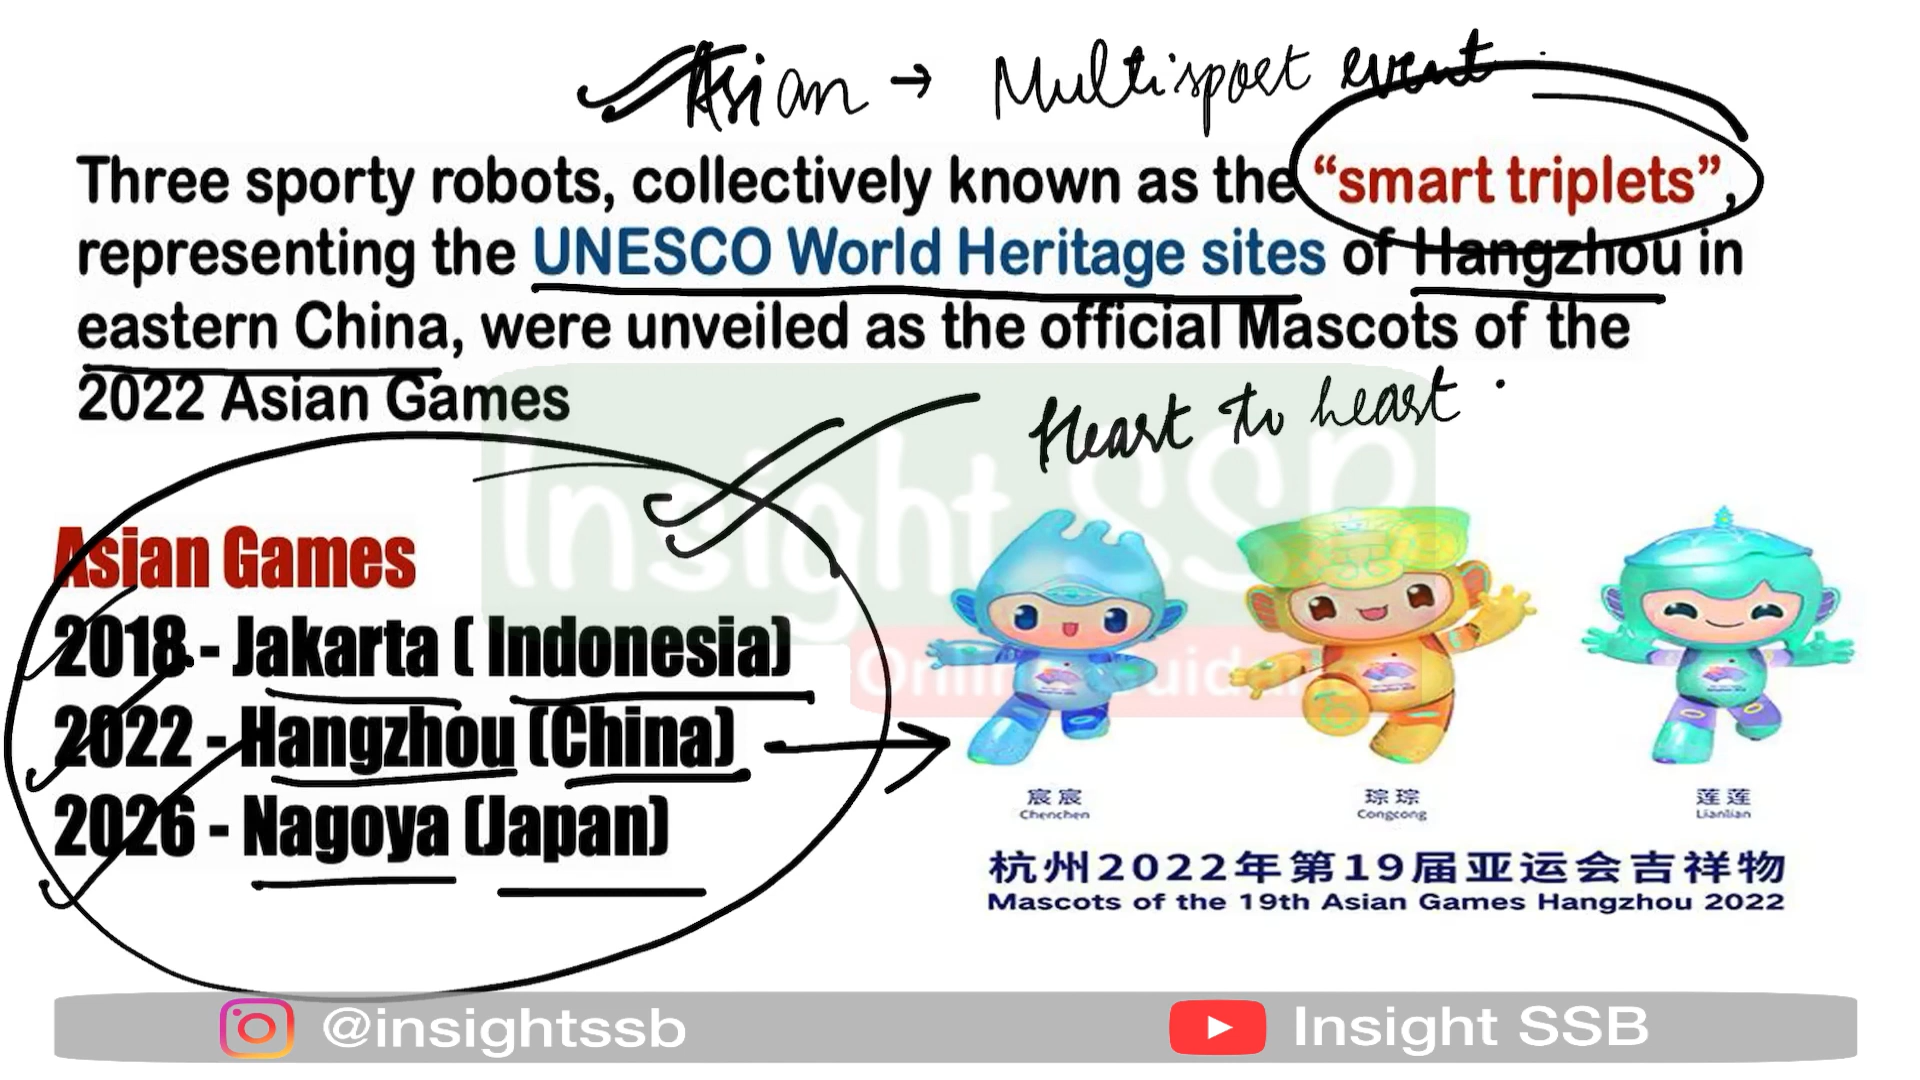 Asian → Multisport event
Three sporty robots, collectively known as the “smart triplets”,
representing the UNESCO World Heritage sites of Hangzhou in
eastern China, were unveiled as the official Mascots of the
2022 Asian Games
Heart to heart.
Insight SSB
Asian Games
2018 - Jakarta ( Indonesia)
2022 - Hangzhou (China)
2026 - Nagoya (Japan)
宸宸 琮琮 莲莲
Chenchen Congcong Lianlian
杭州2022年第19届亚运会吉祥物
Mascots of the 19th Asian Games Hangzhou 2022
@insightssb Insight SSB